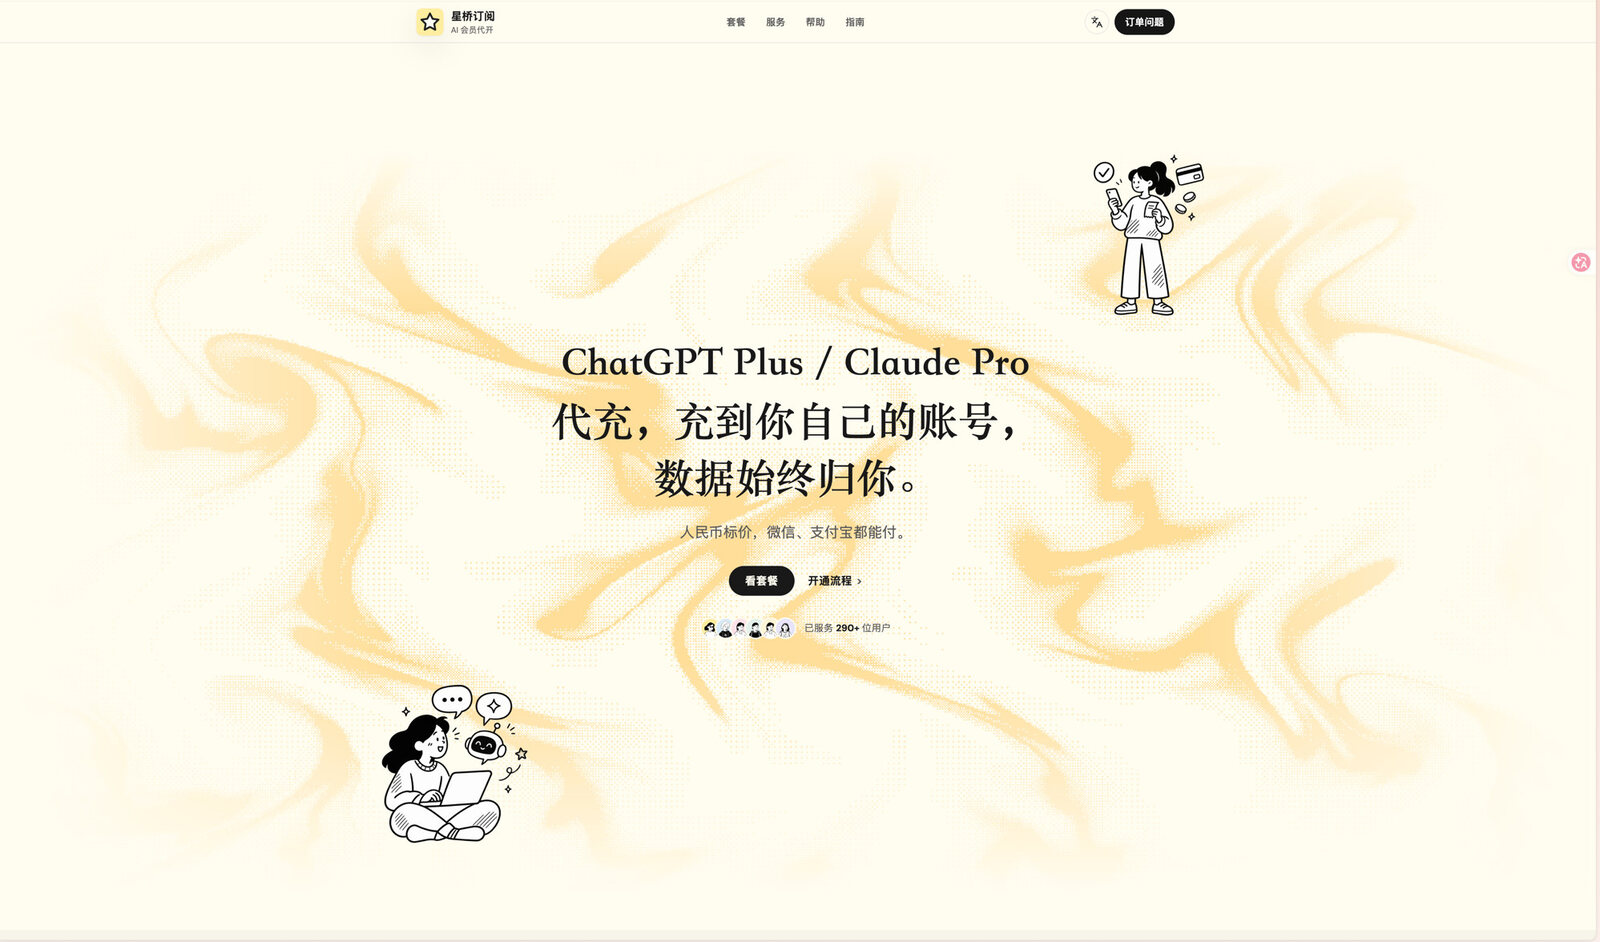 星桥订阅
AI 会员代开
套餐
服务
帮助
指南
订单问题
ChatGPT Plus / Claude Pro
代充，充到你自己的账号，
数据始终归你。
人民币标价，微信、支付宝都能付。
看套餐
开通流程 ›
已服务 290+ 位用户